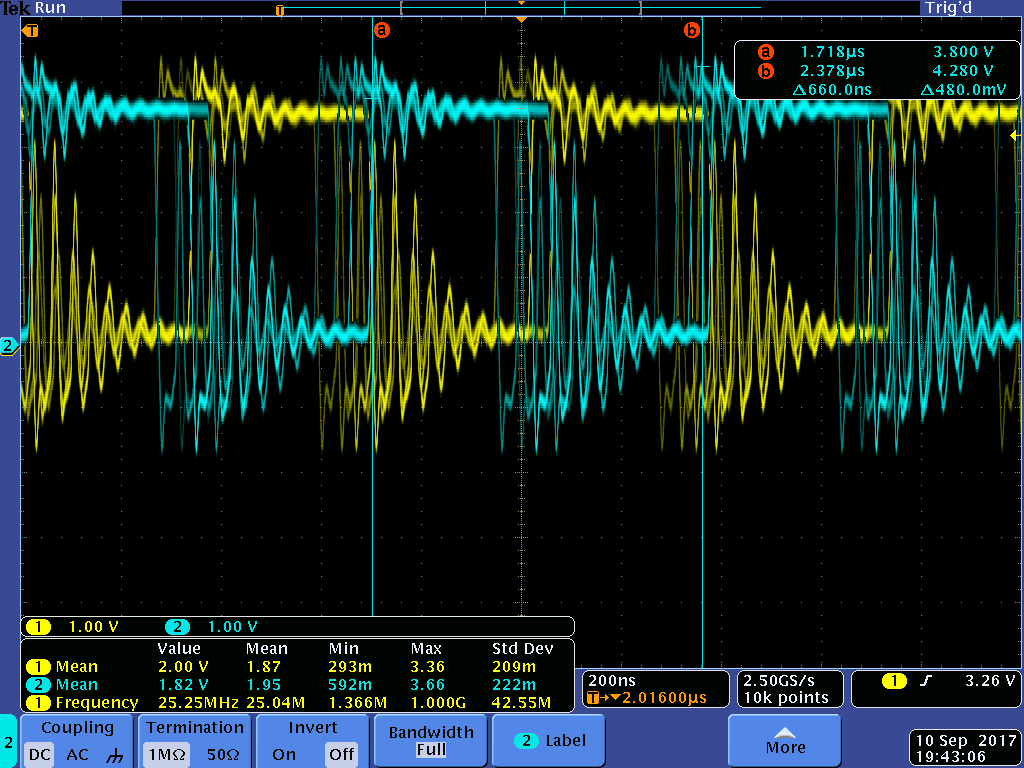 Tek Run
Trig'd
T
T
a
b
a 1.718µs 3.800 V
b 2.378µs 4.280 V
Δ660.0ns Δ480.0mV
2
1 1.00 V 2 1.00 V
Value Mean Min Max Std Dev
1 Mean 2.00 V 1.87 293m 3.36 209m
2 Mean 1.82 V 1.95 592m 3.66 222m
1 Frequency 25.25MHz 25.04M 1.366M 1.000G 42.55M
200ns
T→▼2.01600µs
2.50GS/s
10k points
1 3.26 V
2
Coupling
DC AC
Termination
1MΩ 50Ω
Invert
On Off
Bandwidth
Full
2 Label
More
10 Sep 2017
19:43:06